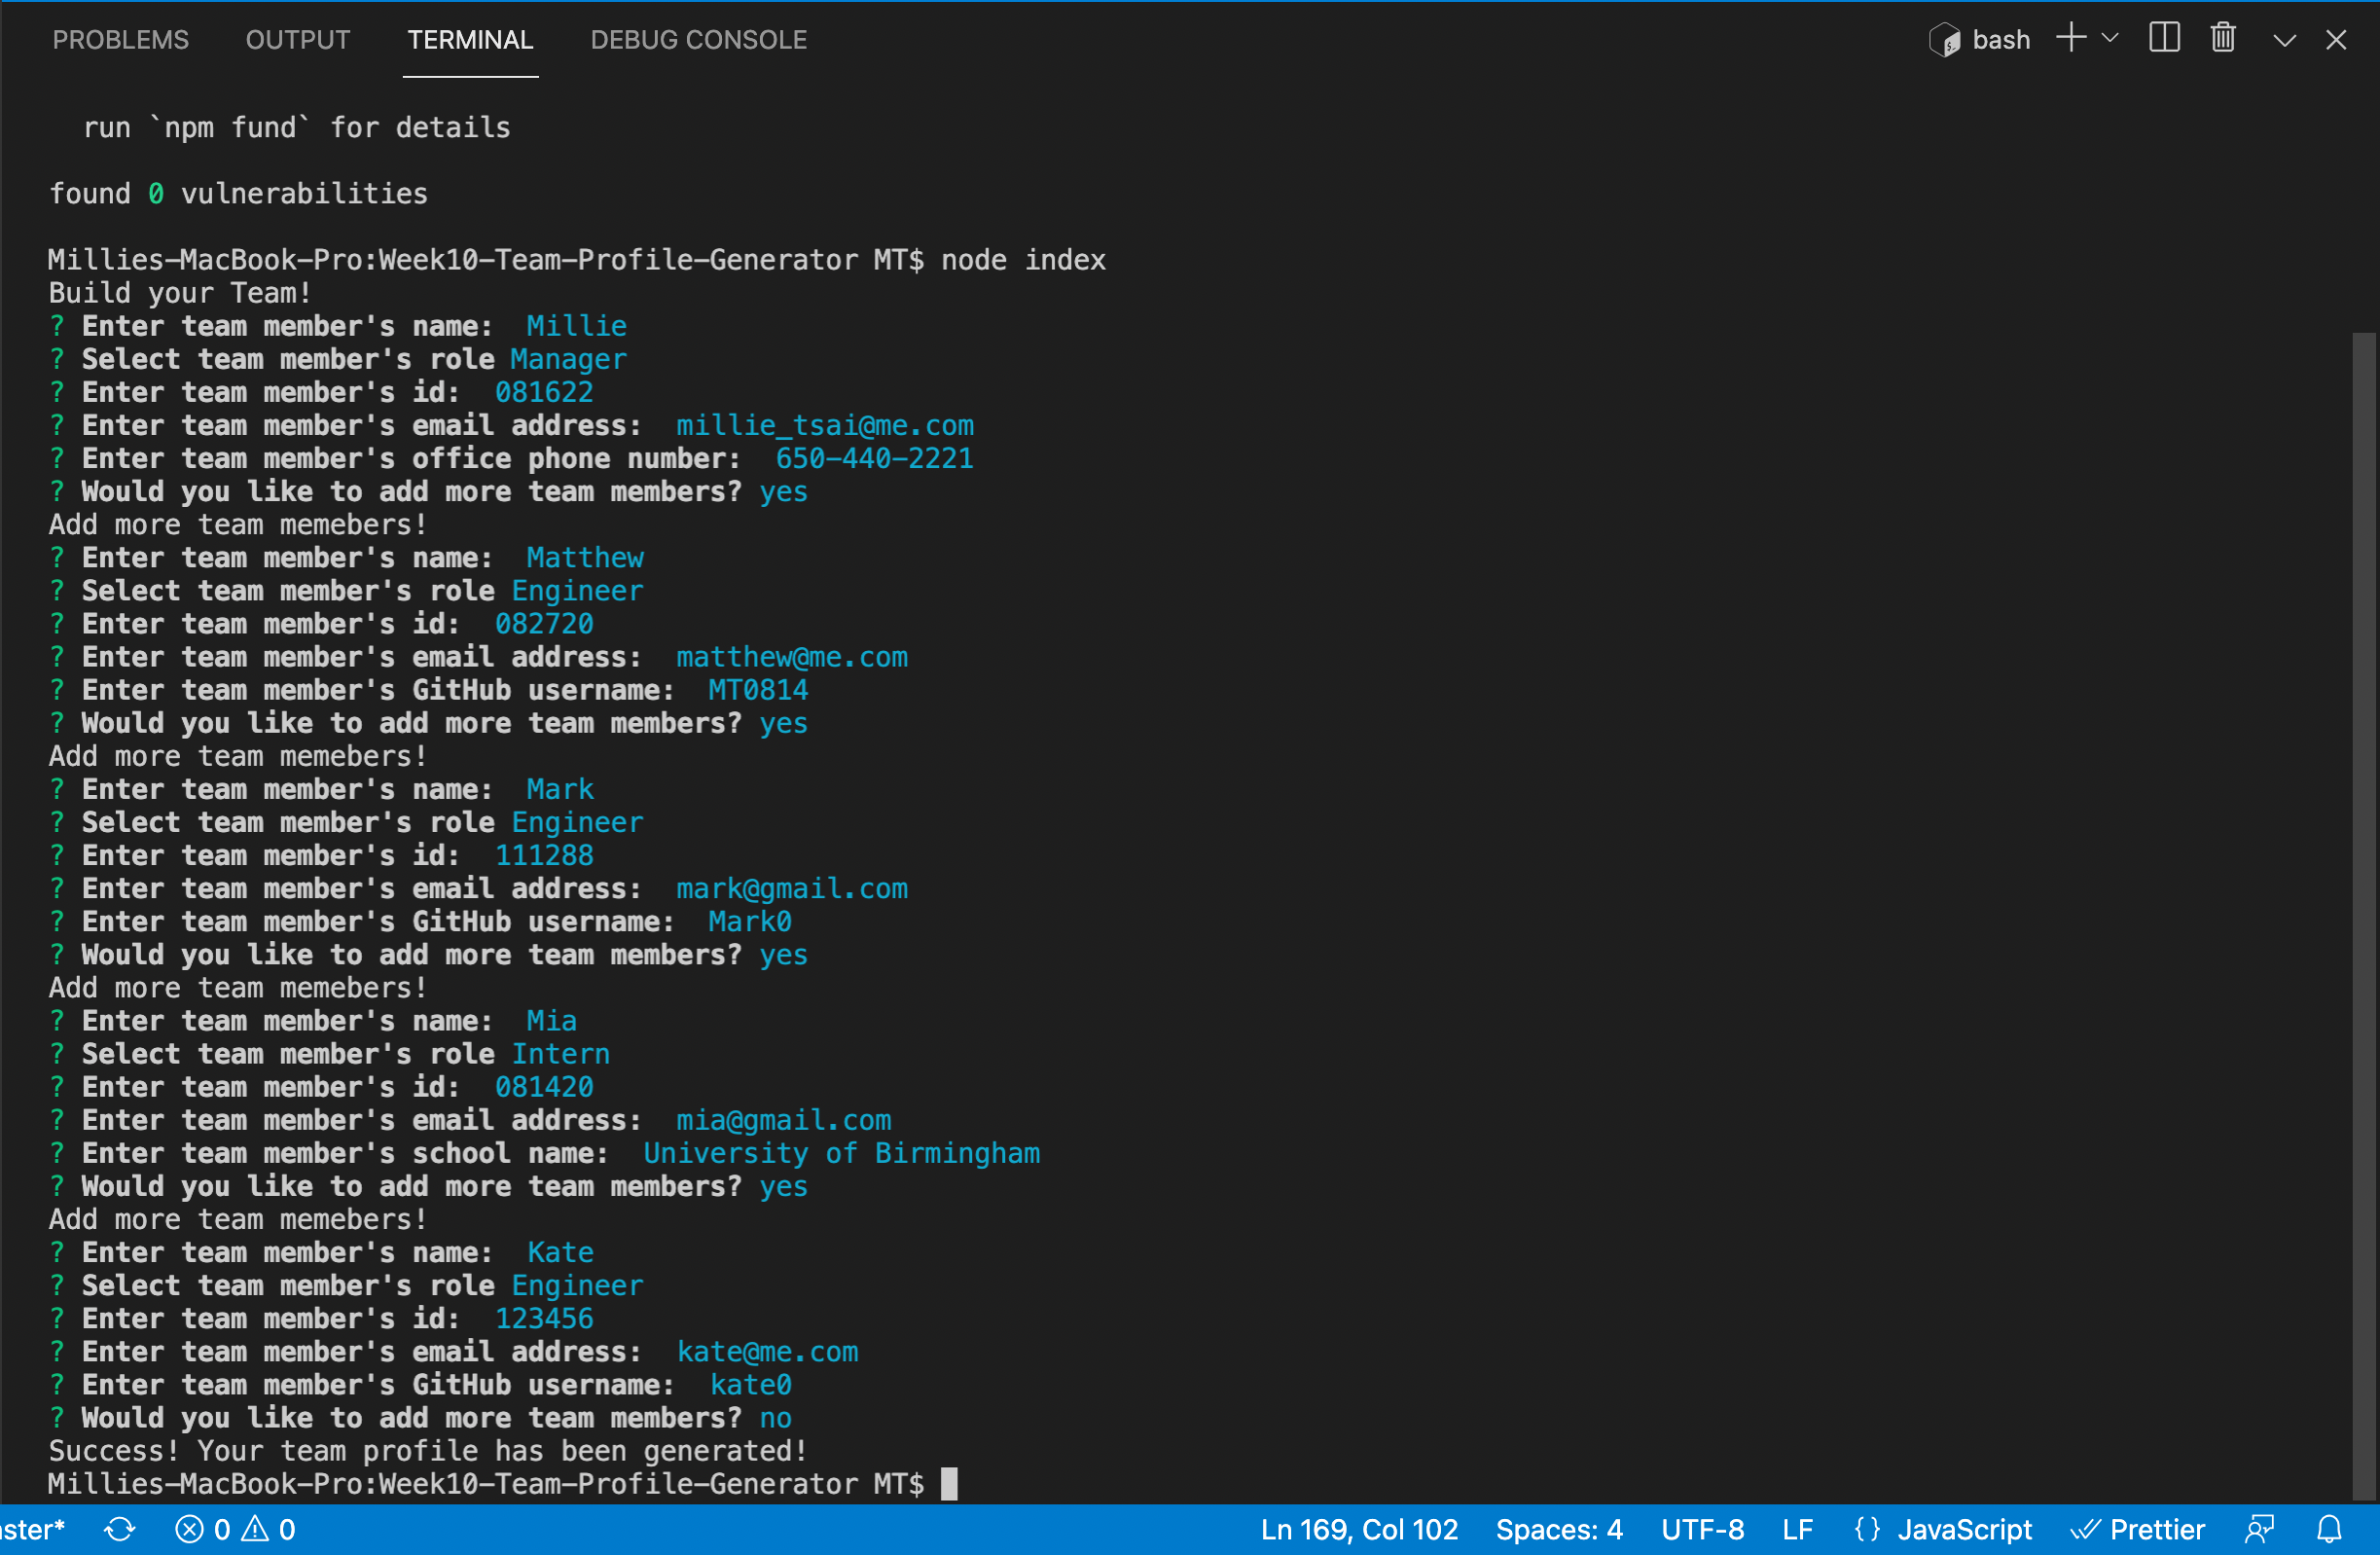 PROBLEMS OUTPUT TERMINAL DEBUG CONSOLE bash
run `npm fund` for details
found 0 vulnerabilities
Millies-MacBook-Pro:Week10-Team-Profile-Generator MT$ node index
Build your Team!
? Enter team member's name:  Millie
? Select team member's role Manager
? Enter team member's id:  081622
? Enter team member's email address:  millie_tsai@me.com
? Enter team member's office phone number:  650-440-2221
? Would you like to add more team members? yes
Add more team memebers!
? Enter team member's name:  Matthew
? Select team member's role Engineer
? Enter team member's id:  082720
? Enter team member's email address:  matthew@me.com
? Enter team member's GitHub username:  MT0814
? Would you like to add more team members? yes
Add more team memebers!
? Enter team member's name:  Mark
? Select team member's role Engineer
? Enter team member's id:  111288
? Enter team member's email address:  mark@gmail.com
? Enter team member's GitHub username:  Mark0
? Would you like to add more team members? yes
Add more team memebers!
? Enter team member's name:  Mia
? Select team member's role Intern
? Enter team member's id:  081420
? Enter team member's email address:  mia@gmail.com
? Enter team member's school name:  University of Birmingham
? Would you like to add more team members? yes
Add more team memebers!
? Enter team member's name:  Kate
? Select team member's role Engineer
? Enter team member's id:  123456
? Enter team member's email address:  kate@me.com
? Enter team member's GitHub username:  kate0
? Would you like to add more team members? no
Success! Your team profile has been generated!
Millies-MacBook-Pro:Week10-Team-Profile-Generator MT$
ster* 0 0 Ln 169, Col 102 Spaces: 4 UTF-8 LF {} JavaScript Prettier